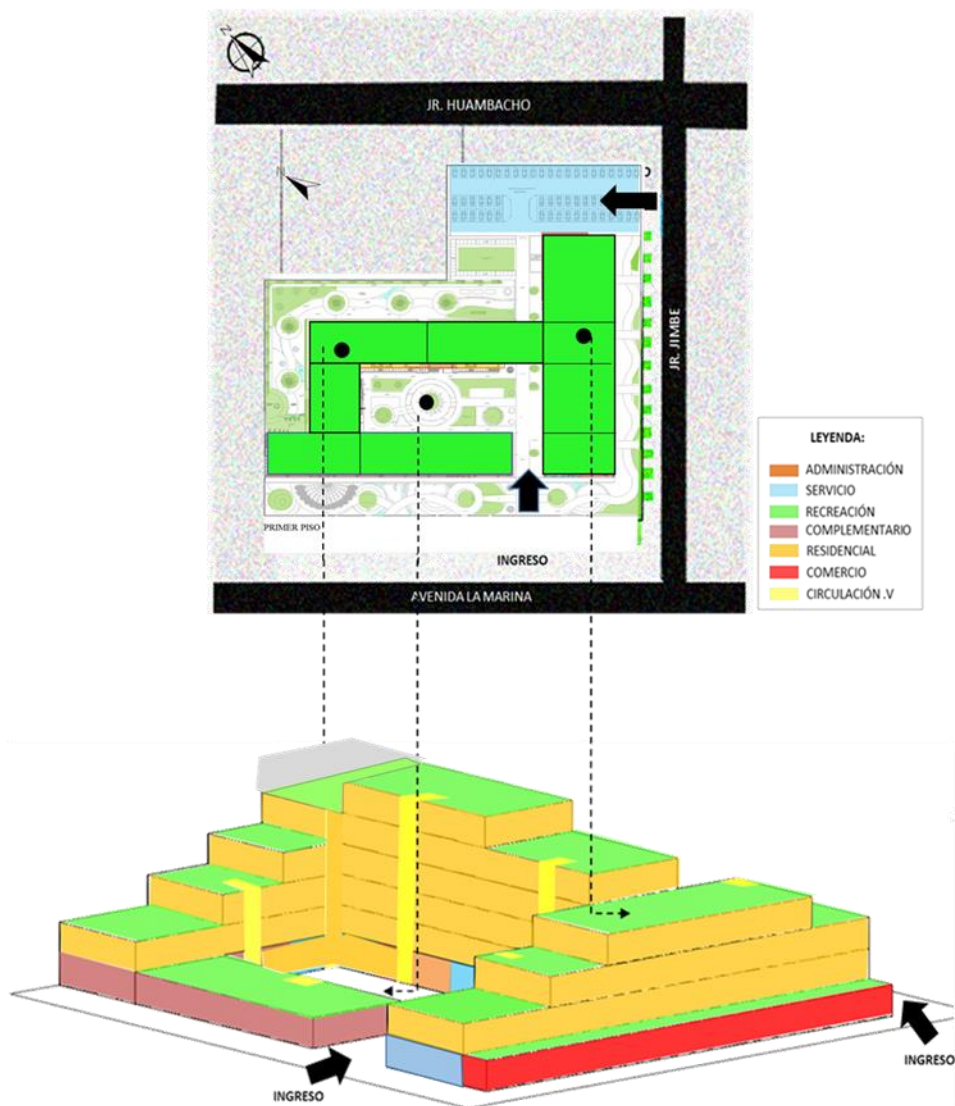 N
JR. HUAMBACHO
N
JR. JIMBE
PRIMER PISO
INGRESO
AVENIDA LA MARINA
LEYENDA:
ADMINISTRACIÓN
SERVICIO
RECREACIÓN
COMPLEMENTARIO
RESIDENCIAL
COMERCIO
CIRCULACIÓN .V
INGRESO
INGRESO